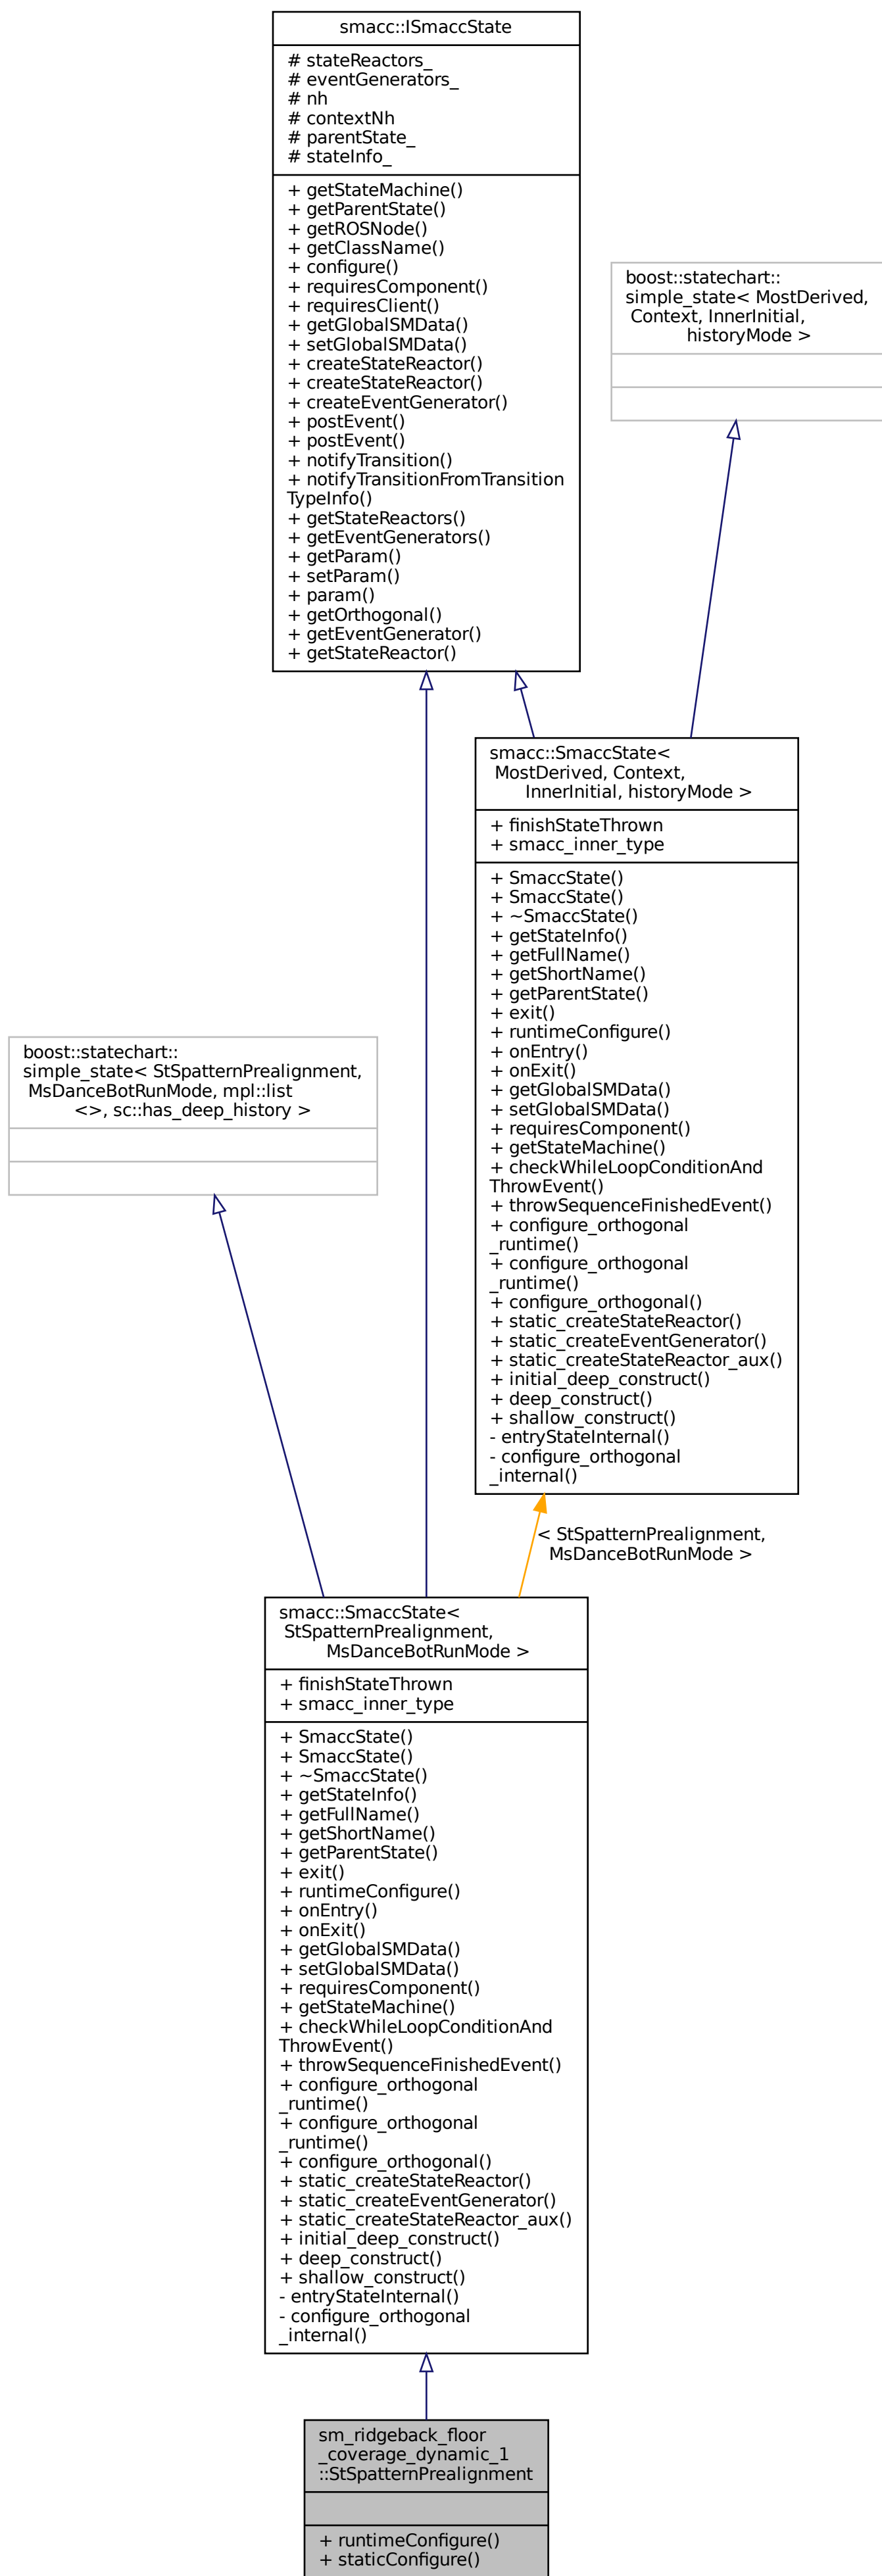 smacc::ISmaccState
# stateReactors_
# eventGenerators_
# nh
# contextNh
# parentState_
# stateInfo_
+ getStateMachine()
+ getParentState()
+ getROSNode()
+ getClassName()
+ configure()
+ requiresComponent()
+ requiresClient()
+ getGlobalSMData()
+ setGlobalSMData()
+ createStateReactor()
+ createStateReactor()
+ createEventGenerator()
+ postEvent()
+ postEvent()
+ notifyTransition()
+ notifyTransitionFromTransition
TypeInfo()
+ getStateReactors()
+ getEventGenerators()
+ getParam()
+ setParam()
+ param()
+ getOrthogonal()
+ getEventGenerator()
+ getStateReactor()
boost::statechart::
simple_state< MostDerived,
Context, InnerInitial,
historyMode >
smacc::SmaccState<
MostDerived, Context,
InnerInitial, historyMode >
+ finishStateThrown
+ smacc_inner_type
+ SmaccState()
+ SmaccState()
+ ~SmaccState()
+ getStateInfo()
+ getFullName()
+ getShortName()
+ getParentState()
+ exit()
+ runtimeConfigure()
+ onEntry()
+ onExit()
+ getGlobalSMData()
+ setGlobalSMData()
+ requiresComponent()
+ getStateMachine()
+ checkWhileLoopConditionAnd
ThrowEvent()
+ throwSequenceFinishedEvent()
+ configure_orthogonal
_runtime()
+ configure_orthogonal
_runtime()
+ configure_orthogonal()
+ static_createStateReactor()
+ static_createEventGenerator()
+ static_createStateReactor_aux()
+ initial_deep_construct()
+ deep_construct()
+ shallow_construct()
- entryStateInternal()
- configure_orthogonal
_internal()
boost::statechart::
simple_state< StSpatternPrealignment,
MsDanceBotRunMode, mpl::list
<>, sc::has_deep_history >
< StSpatternPrealignment,
MsDanceBotRunMode >
smacc::SmaccState<
StSpatternPrealignment,
MsDanceBotRunMode >
+ finishStateThrown
+ smacc_inner_type
+ SmaccState()
+ SmaccState()
+ ~SmaccState()
+ getStateInfo()
+ getFullName()
+ getShortName()
+ getParentState()
+ exit()
+ runtimeConfigure()
+ onEntry()
+ onExit()
+ getGlobalSMData()
+ setGlobalSMData()
+ requiresComponent()
+ getStateMachine()
+ checkWhileLoopConditionAnd
ThrowEvent()
+ throwSequenceFinishedEvent()
+ configure_orthogonal
_runtime()
+ configure_orthogonal
_runtime()
+ configure_orthogonal()
+ static_createStateReactor()
+ static_createEventGenerator()
+ static_createStateReactor_aux()
+ initial_deep_construct()
+ deep_construct()
+ shallow_construct()
- entryStateInternal()
- configure_orthogonal
_internal()
sm_ridgeback_floor
_coverage_dynamic_1
::StSpatternPrealignment
+ runtimeConfigure()
+ staticConfigure()